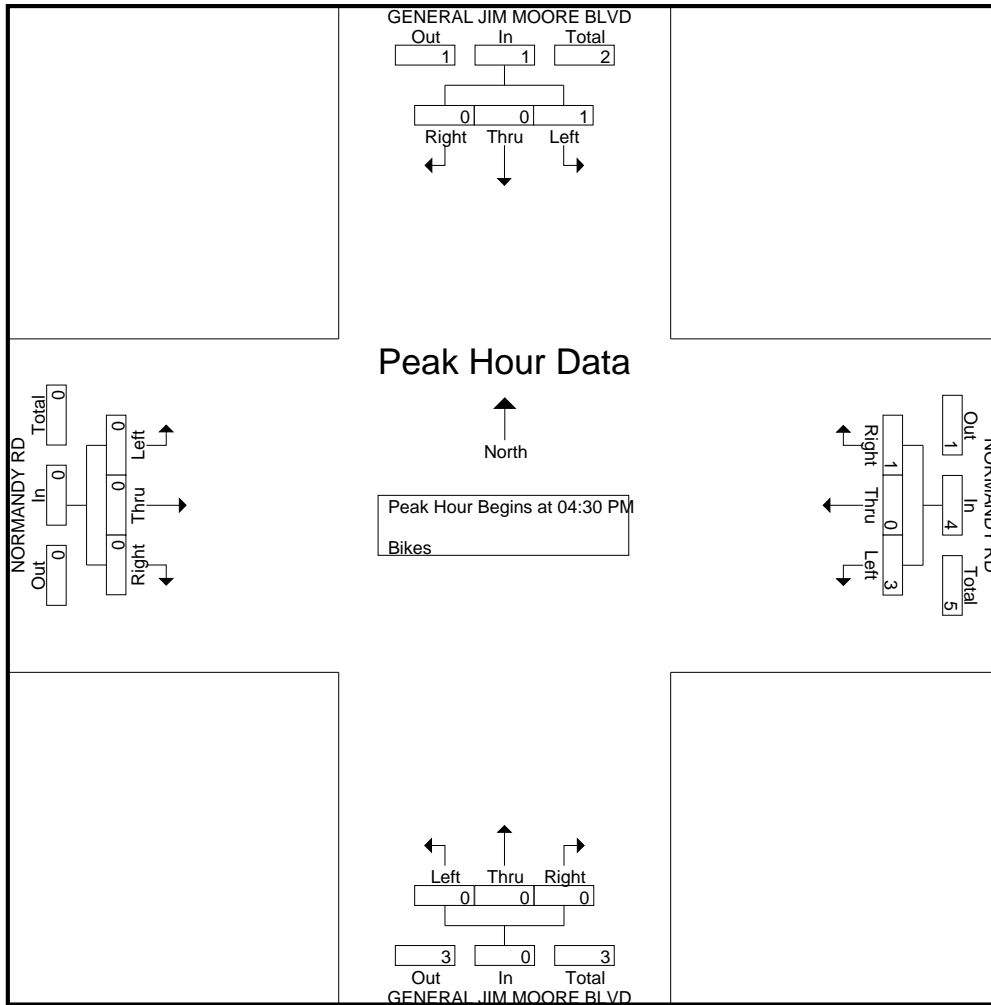 GENERAL JIM MOORE BLVD
Out In Total
1 1 2
0 0 1
Right Thru Left
Peak Hour Data
North
Peak Hour Begins at 04:30 PM
Bikes
NORMANDY RD
Total In Out
0 0 0
0 0 0
Left Thru Right
NORMANDY RD
Out In Total
1 4 5
1 0 3
Right Thru Left
Left Thru Right
0 0 0
3 0 3
Out In Total
GENERAL JIM MOORE BLVD